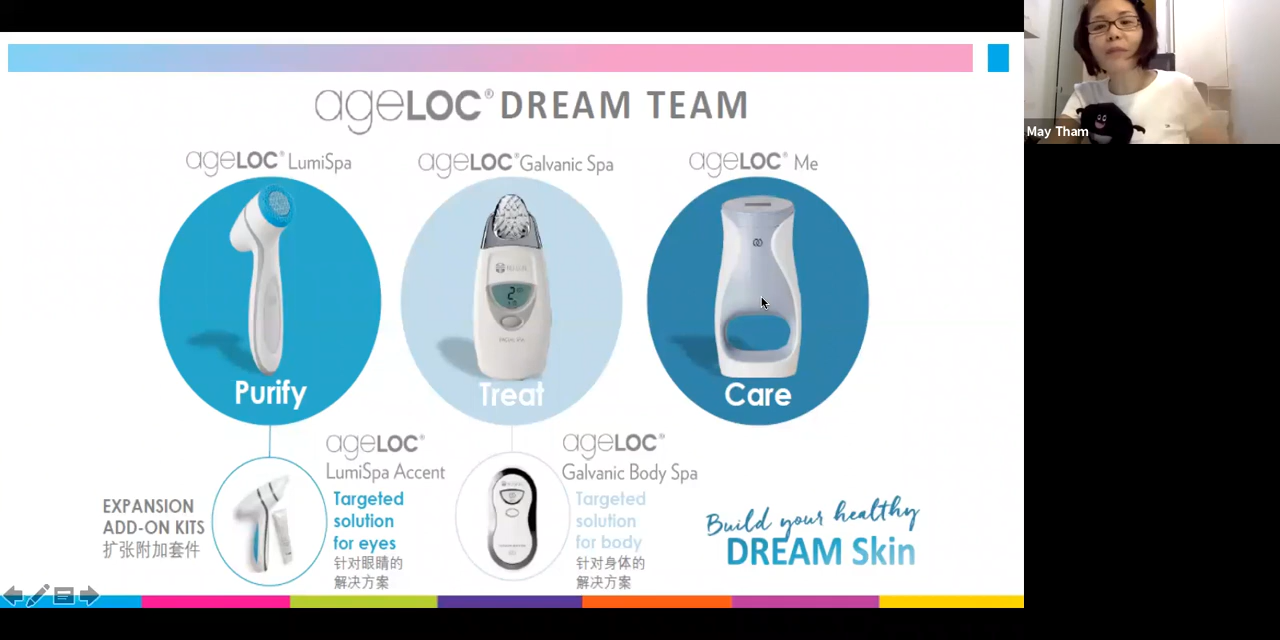 ageLOC® DREAM TEAM
ageLOC® LumiSpa
ageLOC® Galvanic Spa
ageLOC® Me
2
Purify
Treat
Care
EXPANSION
ADD-ON KITS
扩张附加套件
ageLOC®
LumiSpa Accent
Targeted
solution
for eyes
针对眼睛的
解决方案
ageLOC®
Galvanic Body Spa
Targeted
solution
for body
针对身体的
解决方案
Build your healthy
DREAM Skin
May Tham